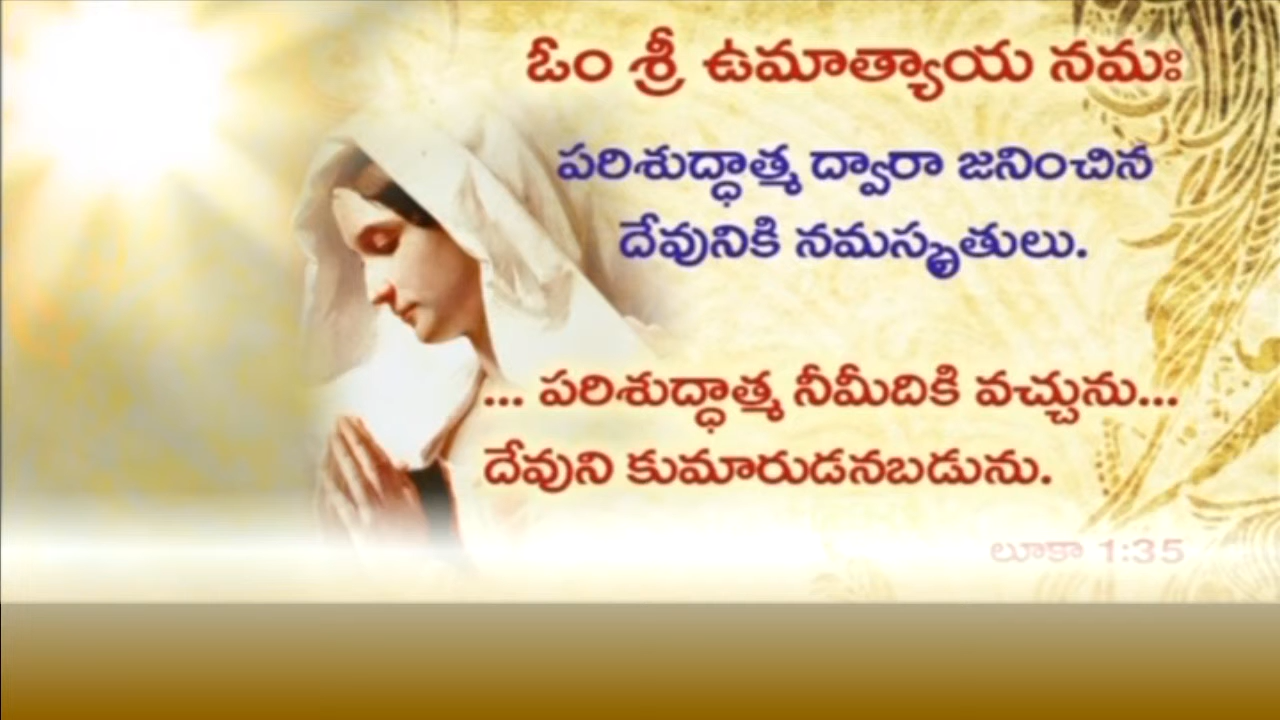 ఓం శ్రీ ఉమాత్యాయ నమః
పరిశుద్ధాత్మ ద్వారా జనించిన
దేవునికి నమస్కృతులు.
... పరిశుద్ధాత్మ నీమీదికి వచ్చును...
దేవుని కుమారుడనబడును.
లూకా 1:35